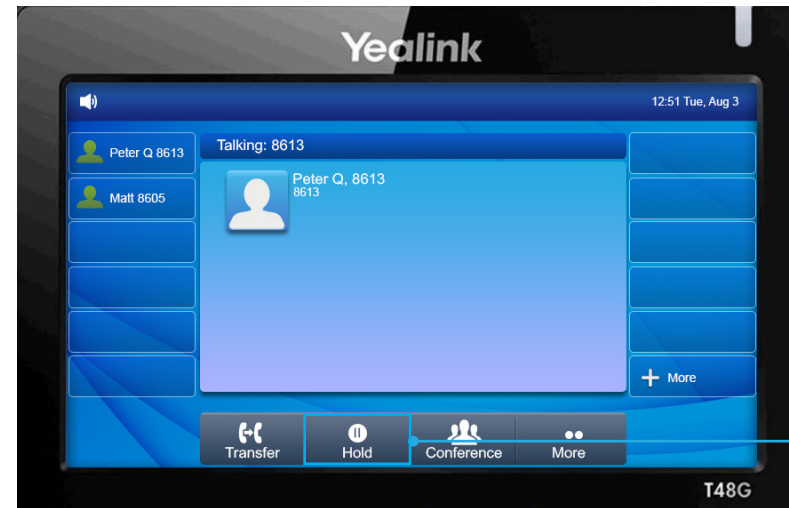 Yealink
12:51 Tue, Aug 3
Peter Q 8613
Matt 8605
Talking: 8613
Peter Q, 8613
8613
More
Transfer
Hold
Conference
More
T48G